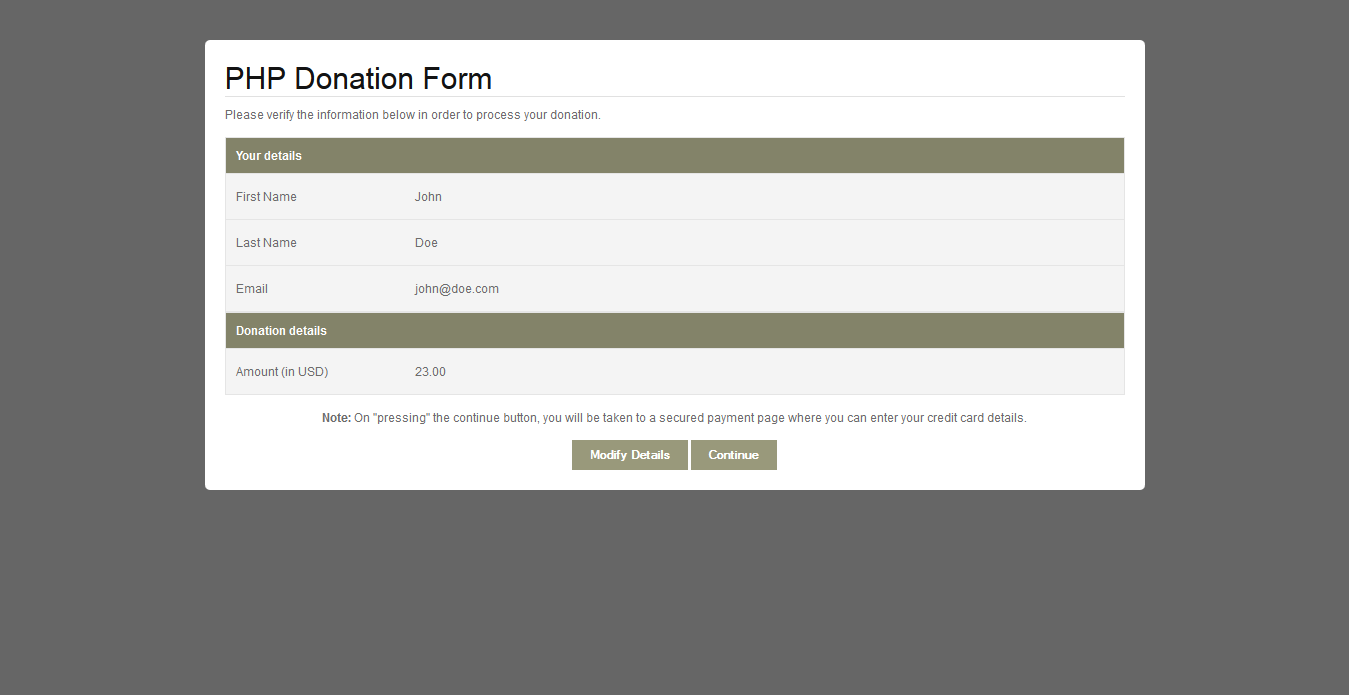 PHP Donation Form
Please verify the information below in order to process your donation.
Your details
First Name John
Last Name Doe
Email john@doe.com
Donation details
Amount (in USD) 23.00
Note: On "pressing" the continue button, you will be taken to a secured payment page where you can enter your credit card details.
Modify Details Continue